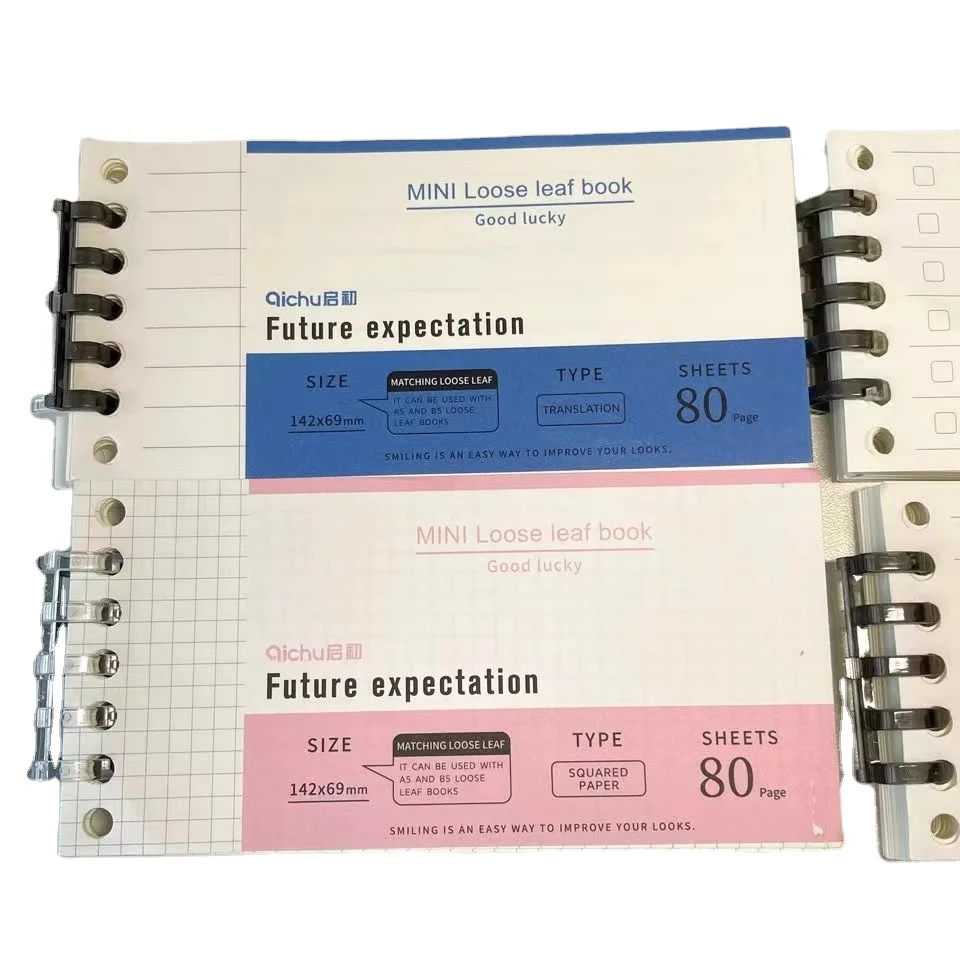 MINI Loose leaf book
Good lucky
qichu启初
Future expectation
SIZE
142x69mm
MATCHING LOOSE LEAF
IT CAN BE USED WITH
A5 AND B5 LOOSE
LEAF BOOKS
TYPE
TRANSLATION
SHEETS
80 Page
SMILING IS AN EASY WAY TO IMPROVE YOUR LOOKS.
MINI Loose leaf book
Good lucky
qichu启初
Future expectation
SIZE
142x69mm
MATCHING LOOSE LEAF
IT CAN BE USED WITH
A5 AND B5 LOOSE
LEAF BOOKS
TYPE
SQUARED
PAPER
SHEETS
80 Page
SMILING IS AN EASY WAY TO IMPROVE YOUR LOOKS.